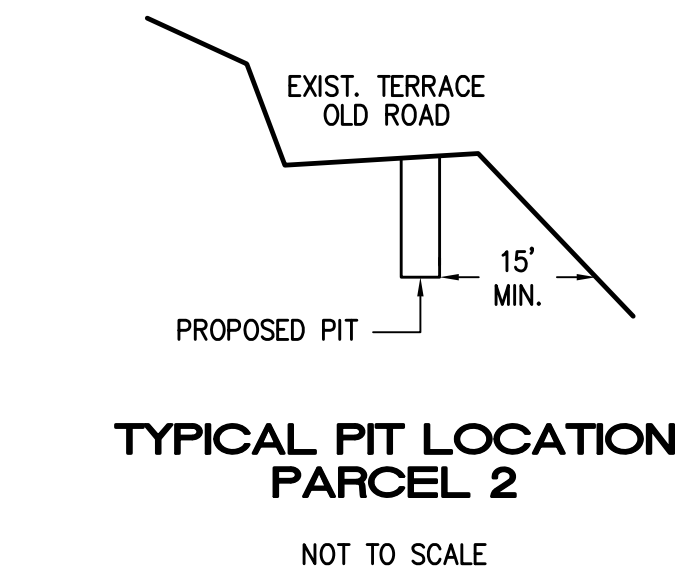 EXIST. TERRACE
OLD ROAD
15'
MIN.
PROPOSED PIT
TYPICAL PIT LOCATION
PARCEL 2
NOT TO SCALE